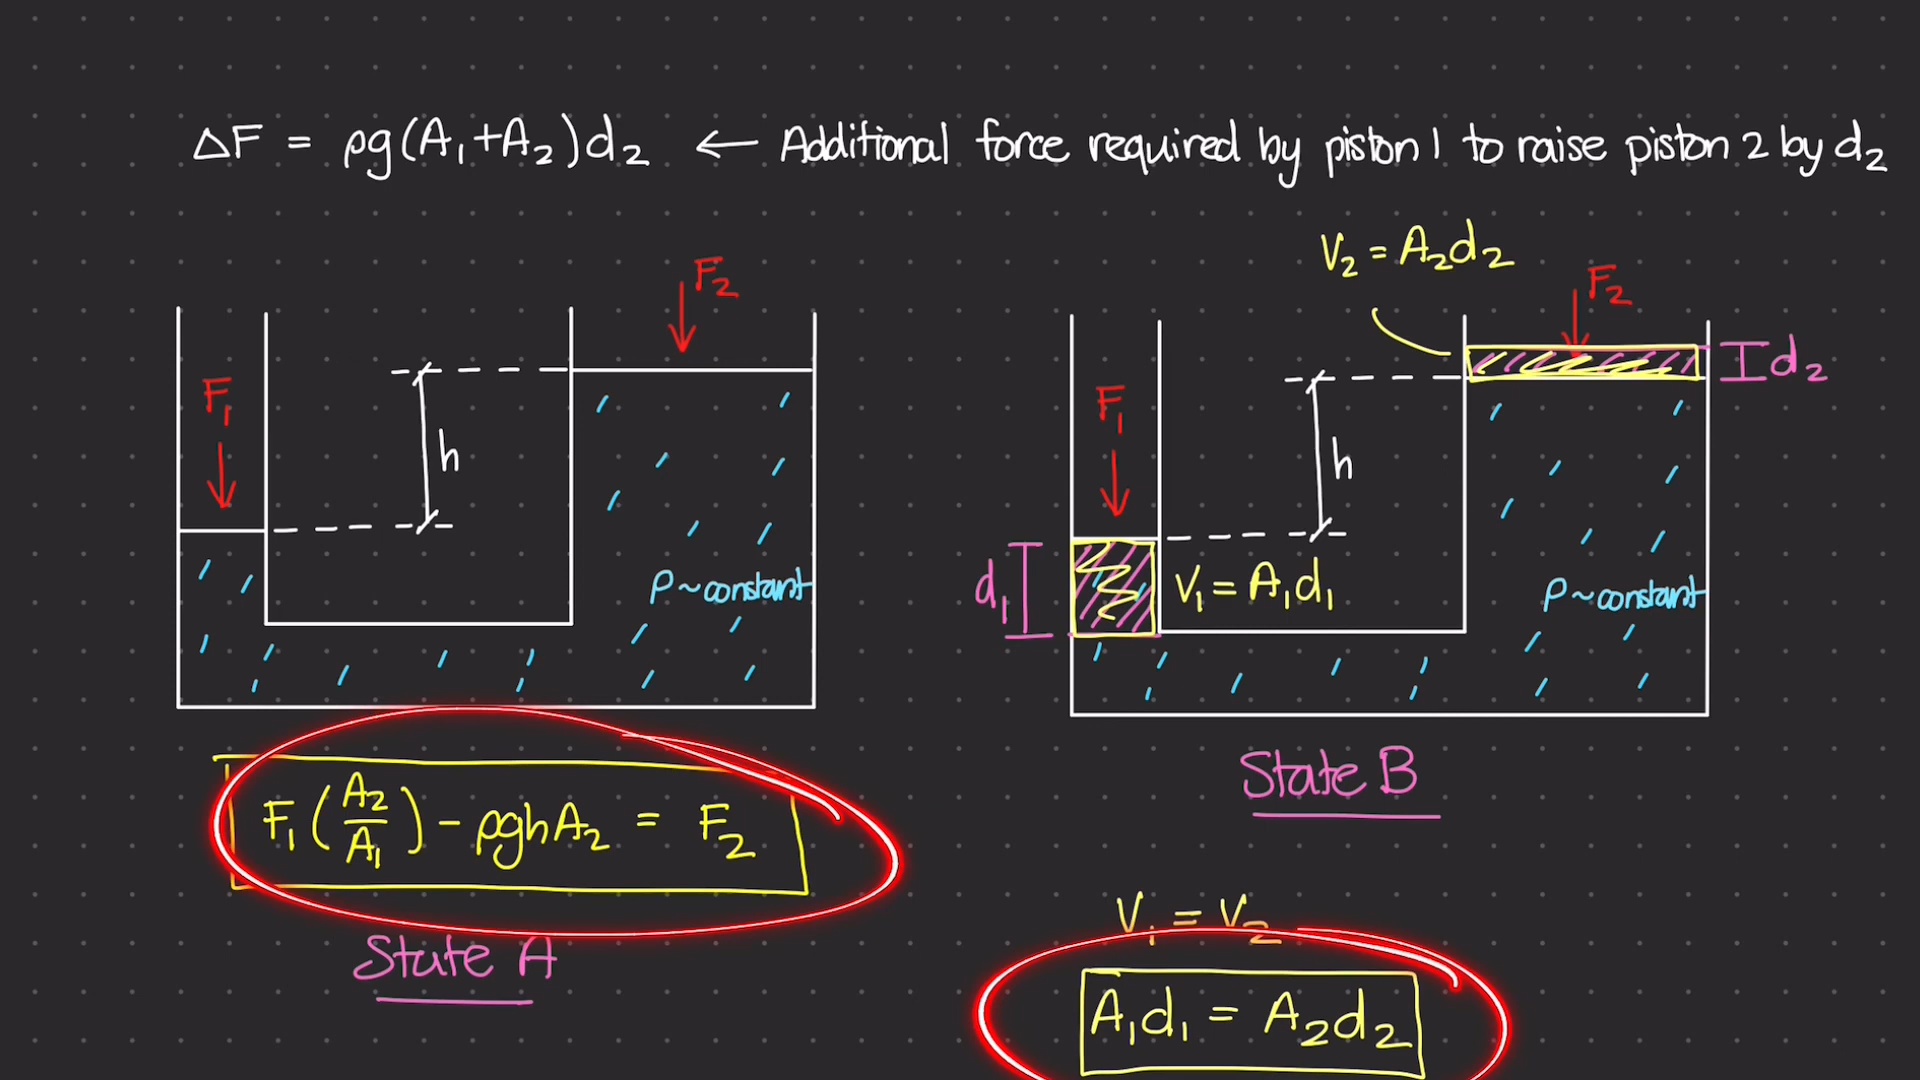 ΔF = ρg(A₁+A₂)d₂ ← Additional force required by piston 1 to raise piston 2 by d₂
F₂
F₁
h
ρ~constant
F₁(A₂/A₁) - ρghA₂ = F₂
State A
V₂ = A₂d₂
F₂
d₂
F₁
h
d₁
V₁ = A₁d₁
ρ~constant
State B
V₁ = V₂
A₁d₁ = A₂d₂